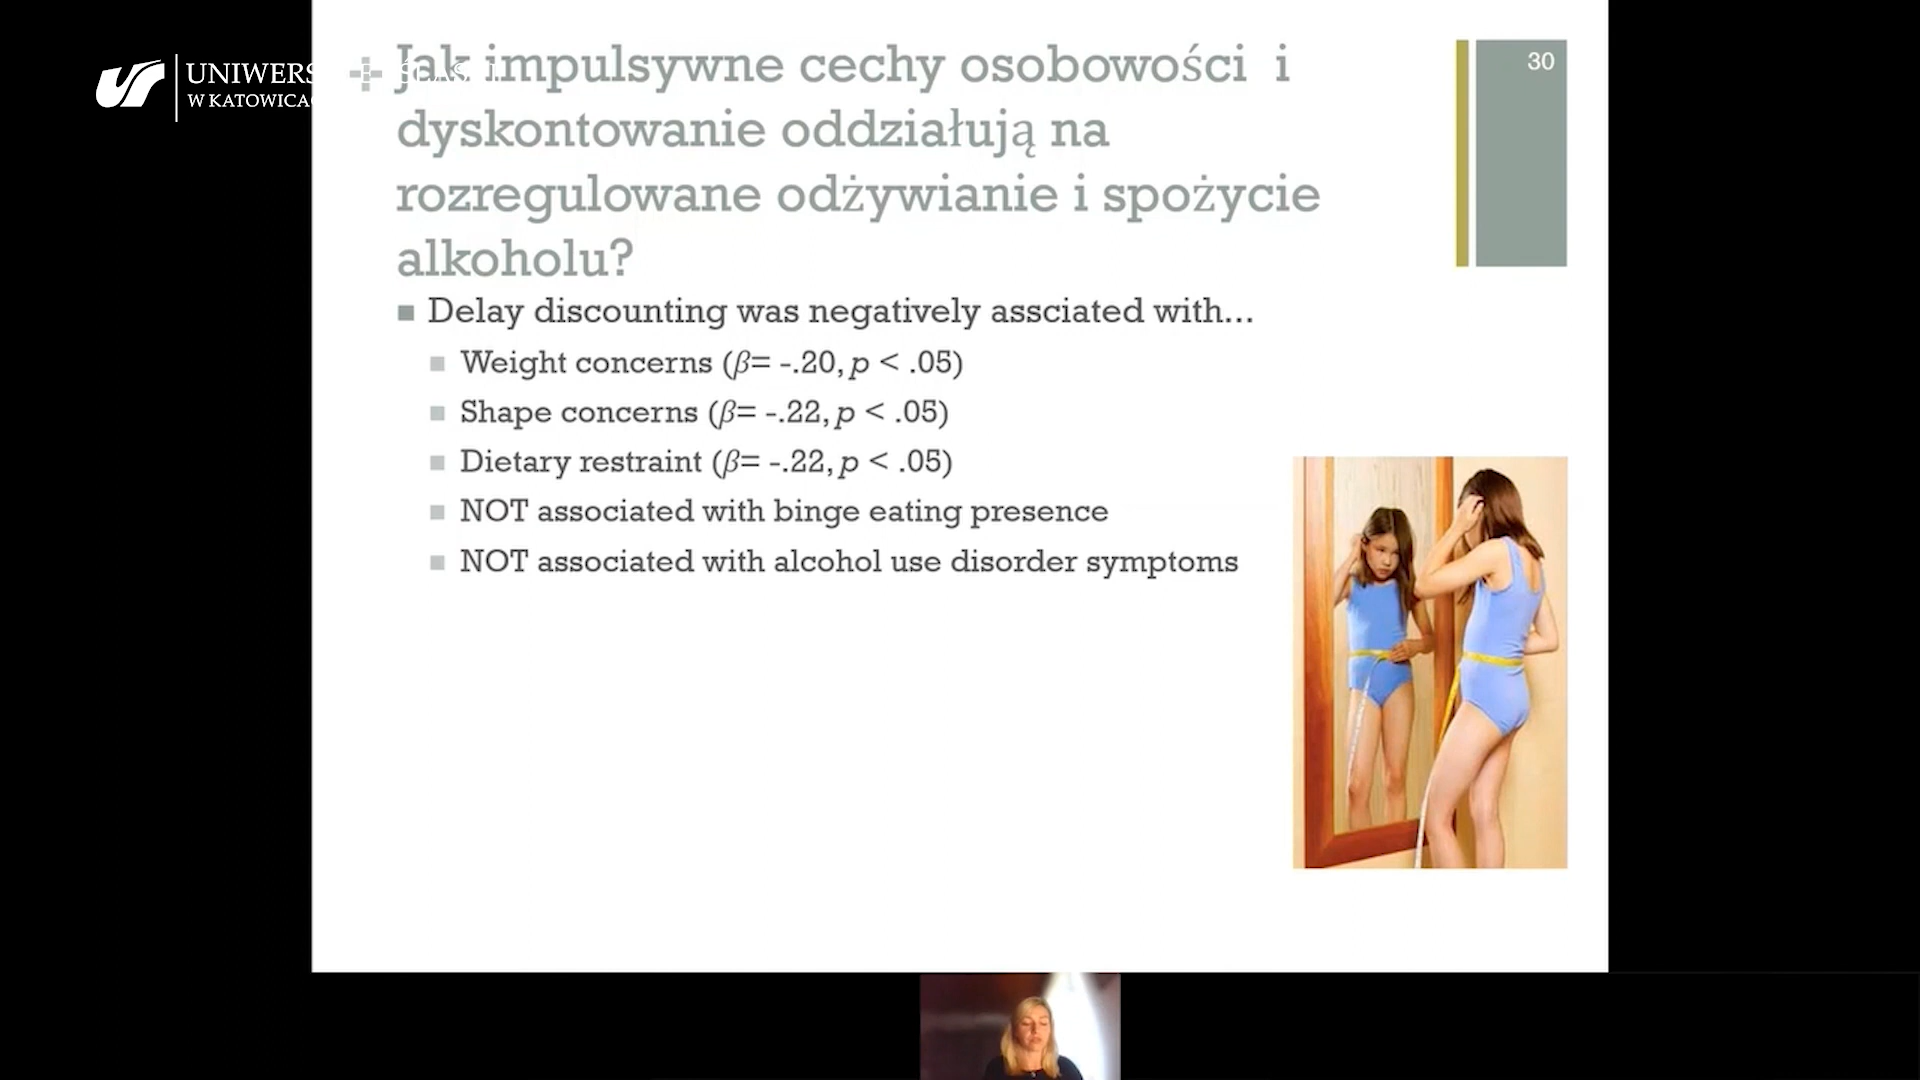 UNIWERS
W KATOWICA
Jak impulsywne cechy osobowości i
dyskontowanie oddziałują na
rozregulowane odżywianie i spożycie
alkoholu?
30
Delay discounting was negatively assciated with...
Weight concerns (β= -.20, p < .05)
Shape concerns (β= -.22, p < .05)
Dietary restraint (β= -.22, p < .05)
NOT associated with binge eating presence
NOT associated with alcohol use disorder symptoms